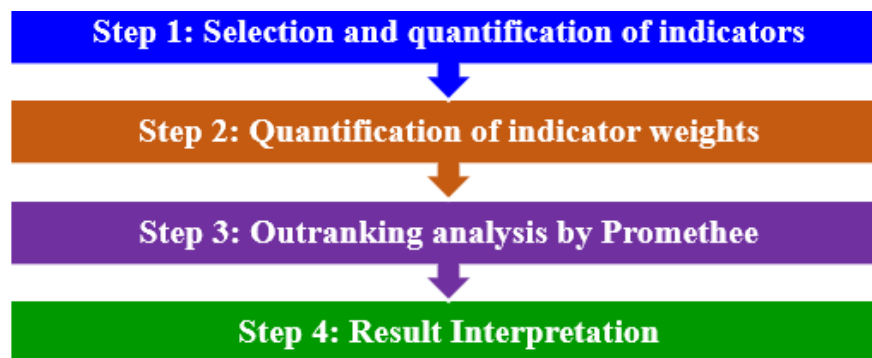 Step 1: Selection and quantification of indicators
Step 2: Quantification of indicator weights
Step 3: Outranking analysis by Promethee
Step 4: Result Interpretation